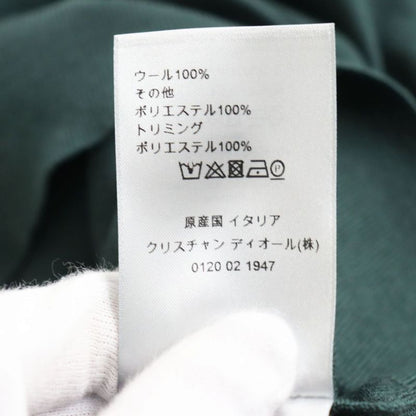 ウール100%
その他
ポリエステル100%
トリミング
ポリエステル100%
P
原産国 イタリア
クリスチャン ディオール(株)
0120 02 1947